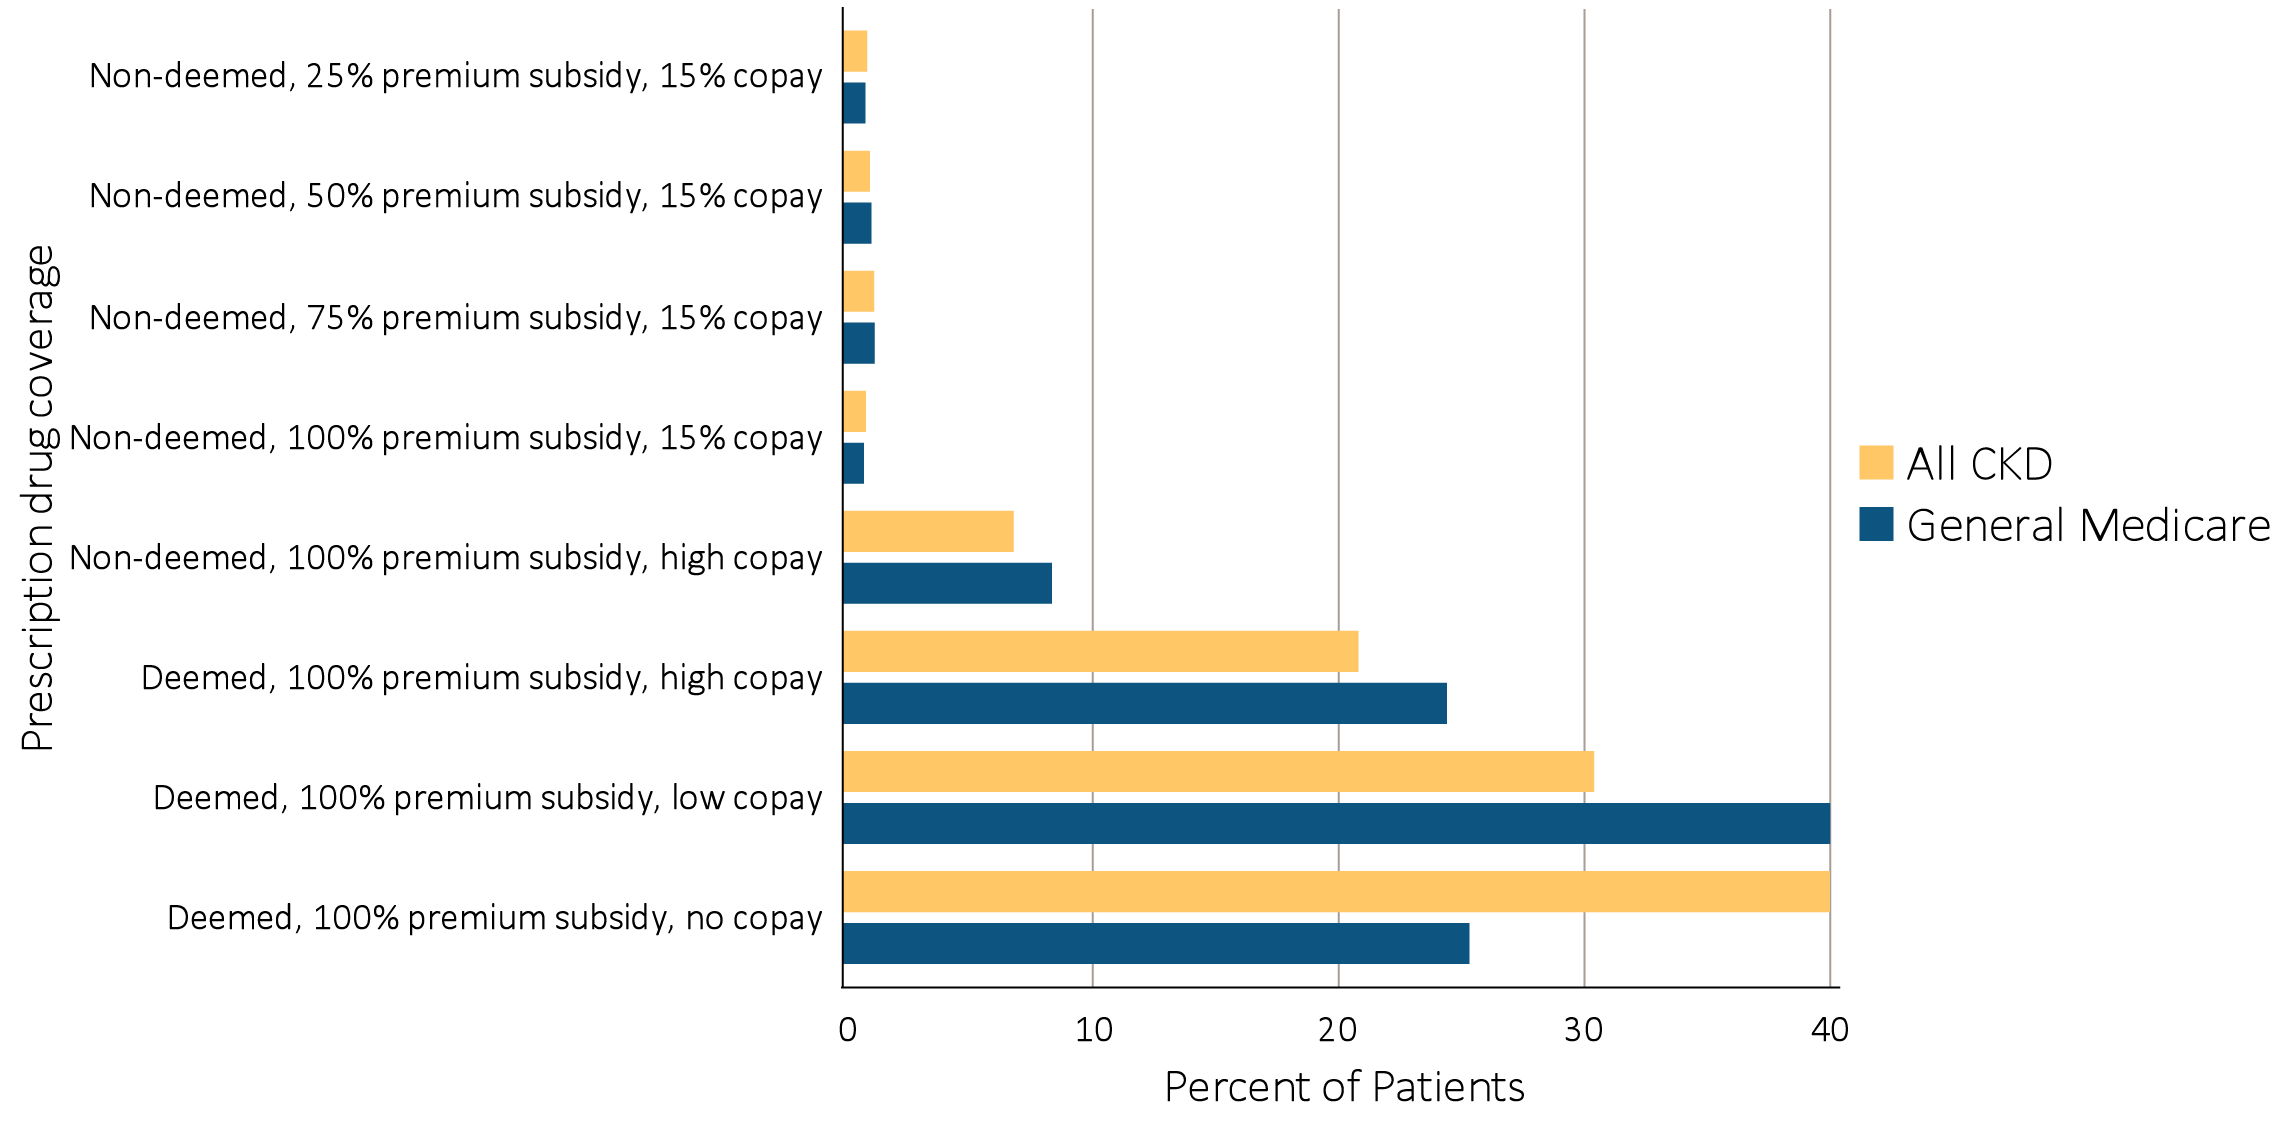 Prescription drug coverage
Non-deemed, 25% premium subsidy, 15% copay
Non-deemed, 50% premium subsidy, 15% copay
Non-deemed, 75% premium subsidy, 15% copay
Non-deemed, 100% premium subsidy, 15% copay
Non-deemed, 100% premium subsidy, high copay
Deemed, 100% premium subsidy, high copay
Deemed, 100% premium subsidy, low copay
Deemed, 100% premium subsidy, no copay
0 10 20 30 40
Percent of Patients
All CKD
General Medicare